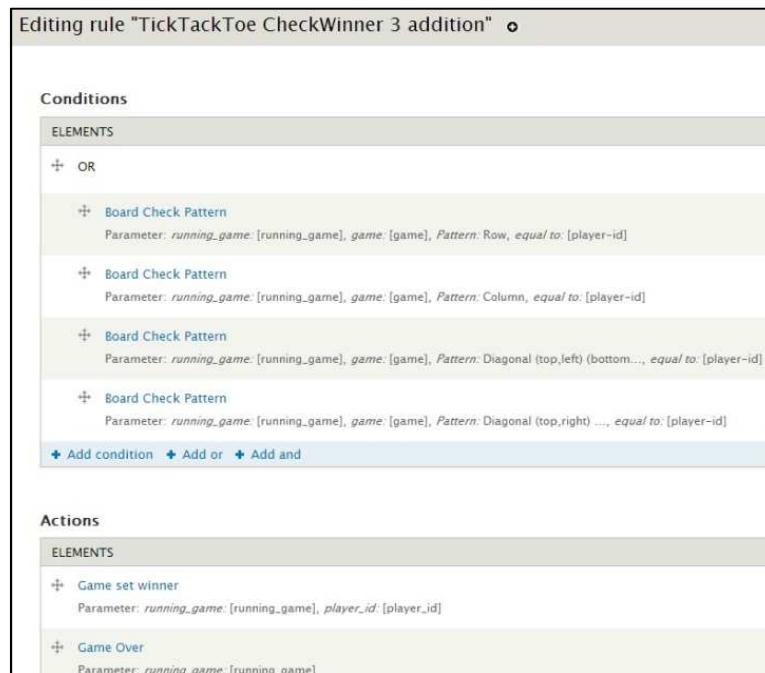 Editing rule "TickTackToe CheckWinner 3 addition"
Conditions
ELEMENTS
OR
Board Check Pattern
Parameter: running_game: [running_game], game: [game], Pattern: Row, equal to: [player-id]
Board Check Pattern
Parameter: running_game: [running_game], game: [game], Pattern: Column, equal to: [player-id]
Board Check Pattern
Parameter: running_game: [running_game], game: [game], Pattern: Diagonal (top,left) (bottom..., equal to: [player-id]
Board Check Pattern
Parameter: running_game: [running_game], game: [game], Pattern: Diagonal (top,right) ..., equal to: [player-id]
+ Add condition + Add or + Add and
Actions
ELEMENTS
Game set winner
Parameter: running_game: [running_game], player_id: [player_id]
Game Over
Parameter: running_game: [running_game]